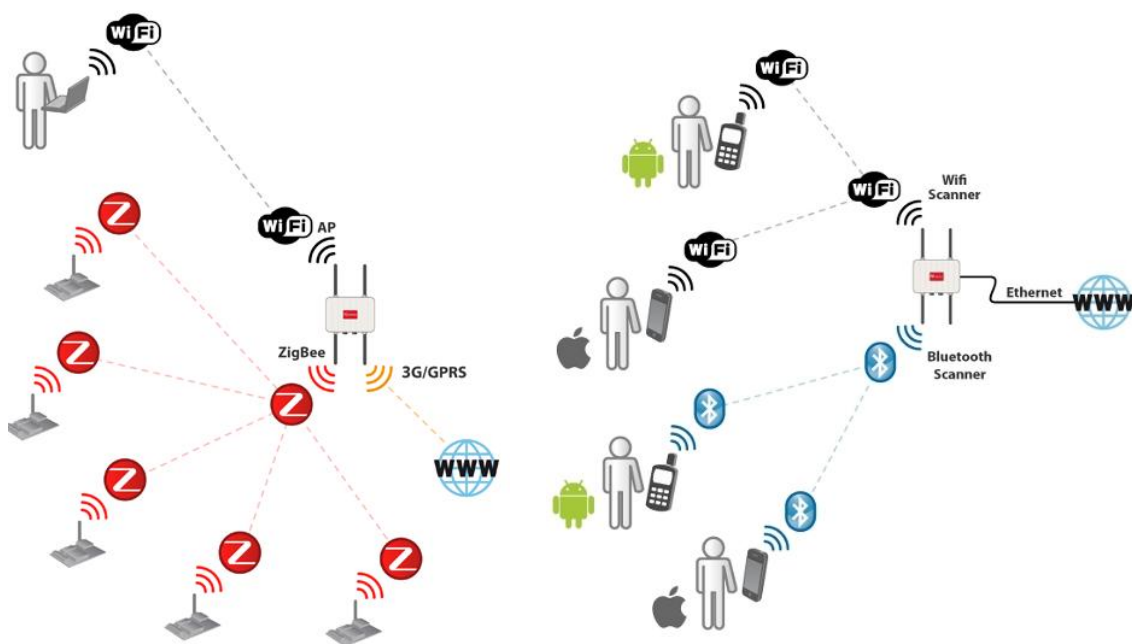 WiFi
WiFi
AP
ZigBee
3G/GPRS
Z
Z
Z
Z
Z
Z
WWW
WiFi
WiFi
WiFi
Wifi
Scanner
Ethernet
WWW
Bluetooth
Scanner